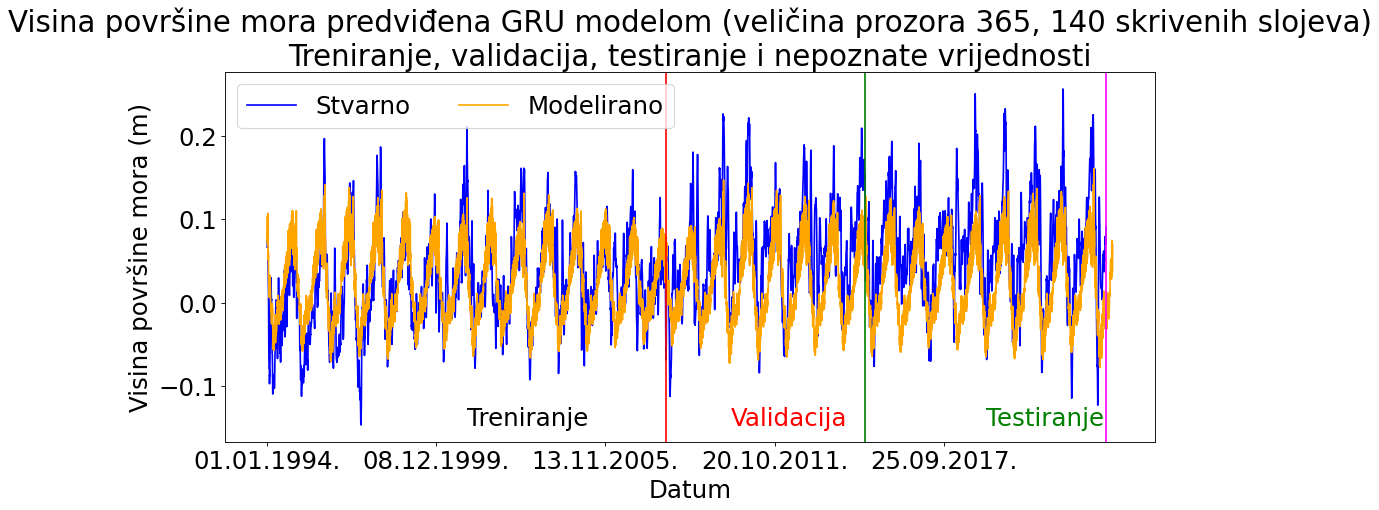 Visina površine mora predviđena GRU modelom (veličina prozora 365, 140 skrivenih slojeva)
Treniranje, validacija, testiranje i nepoznate vrijednosti
Stvarno Modelirano
Visina površine mora (m)
0.2
0.1
0.0
−0.1
Treniranje Validacija Testiranje
01.01.1994. 08.12.1999. 13.11.2005. 20.10.2011. 25.09.2017.
Datum